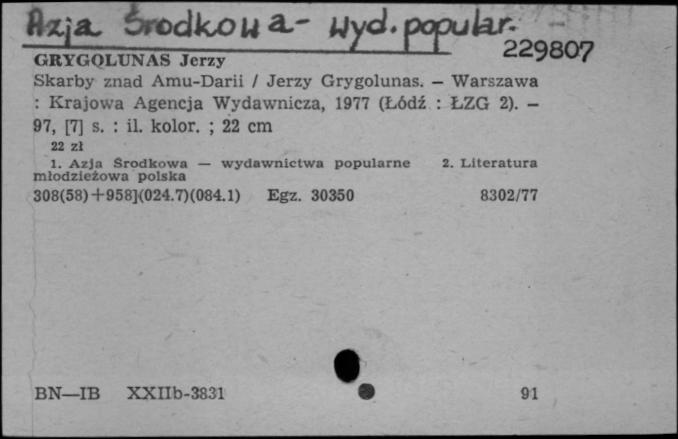 Azja Środkowa - wyd. popular.
229807
GRYGOLUNAS Jerzy
Skarby znad Amu-Darii / Jerzy Grygolunas. — Warszawa
: Krajowa Agencja Wydawnicza, 1977 (Łódź : ŁZG 2). —
97, [7] s. : il. kolor. ; 22 cm
22 zł
1. Azja Środkowa — wydawnictwa popularne 2. Literatura
młodzieżowa polska
308(58)+958](024.7)(084.1) Egz. 30350 8302/77
BN—IB XXIIb-3831 91